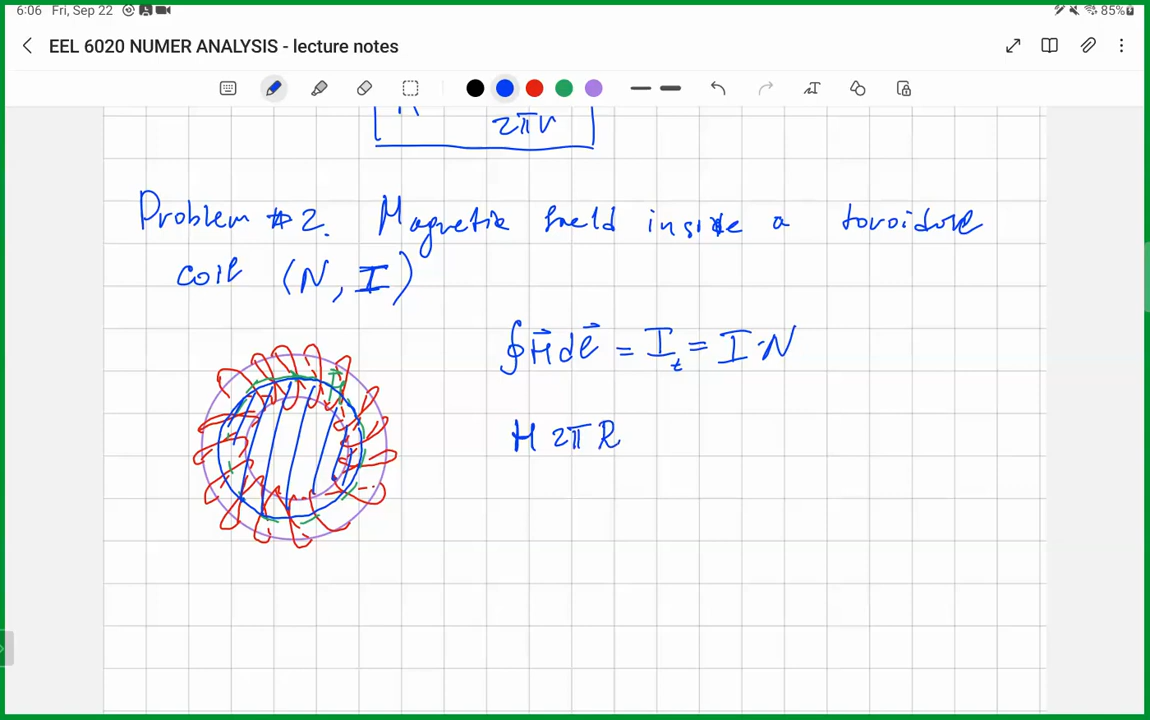 6:06 Fri, Sep 22
85%
EEL 6020 NUMER ANALYSIS - lecture notes
2πr
Problem #2. Magnetic field inside a toroidal
coil (N, I)
∮H⃗dℓ⃗ = I_t = I·N
H
H 2π R